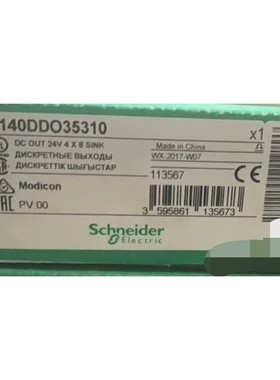 140DDO35310
x1
DC OUT 24V 4 X 8 SINK
Made in China
ДИСКРЕТНЫЕ ВЫХОДЫ
WX-2017-W07
ДИСКРЕТТІК ШЫҒЫСТАР
113567
Modicon
EAC
PV:00
3 595861 135673
Schneider
Electric